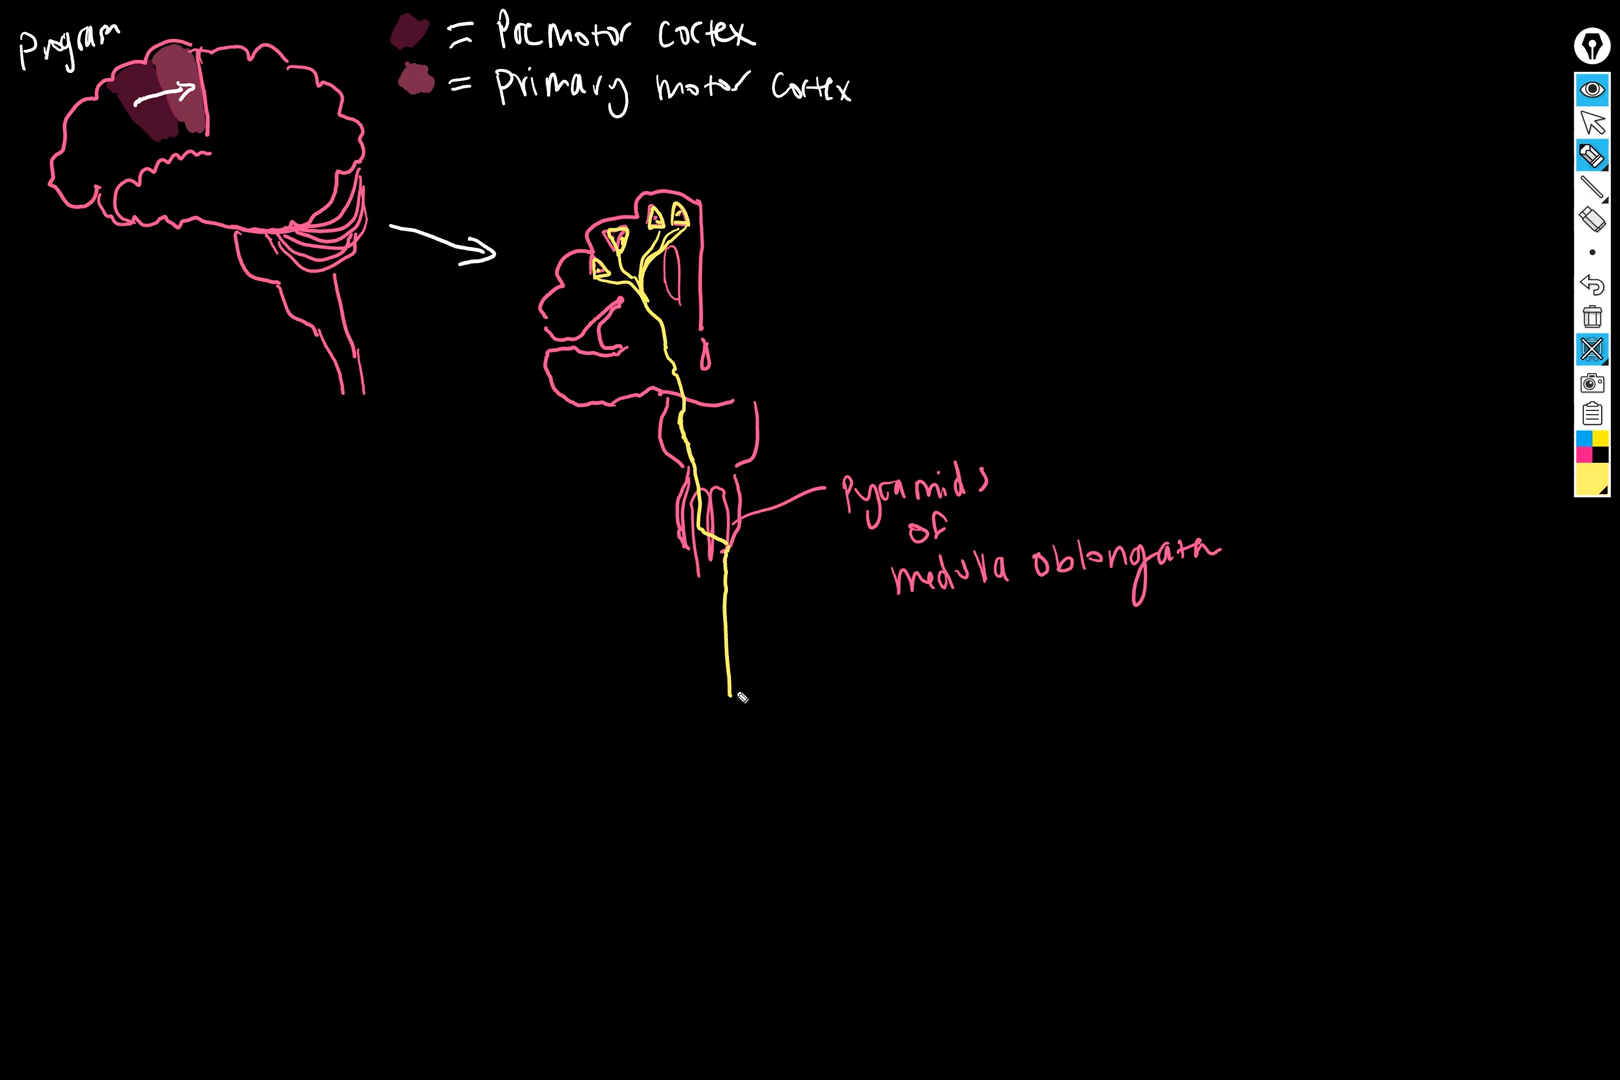 Program
= Premotor cortex
= Primary motor cortex
Pyramids
of
medulla oblongata